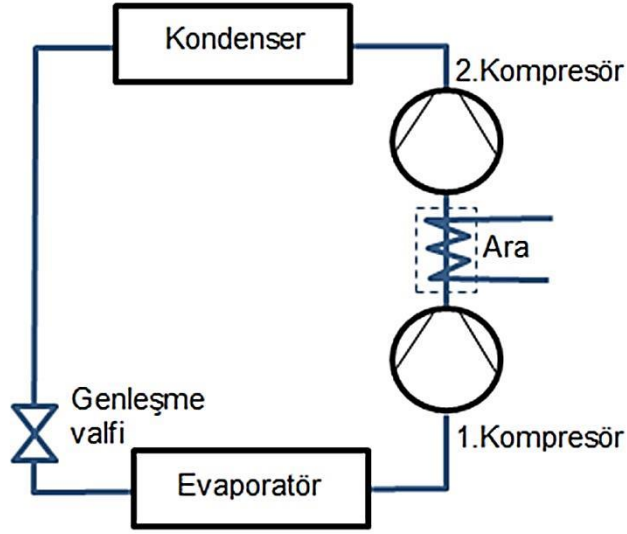 Kondenser
2.Kompresör
Ara
Genleşme
valfi
1.Kompresör
Evaporatör